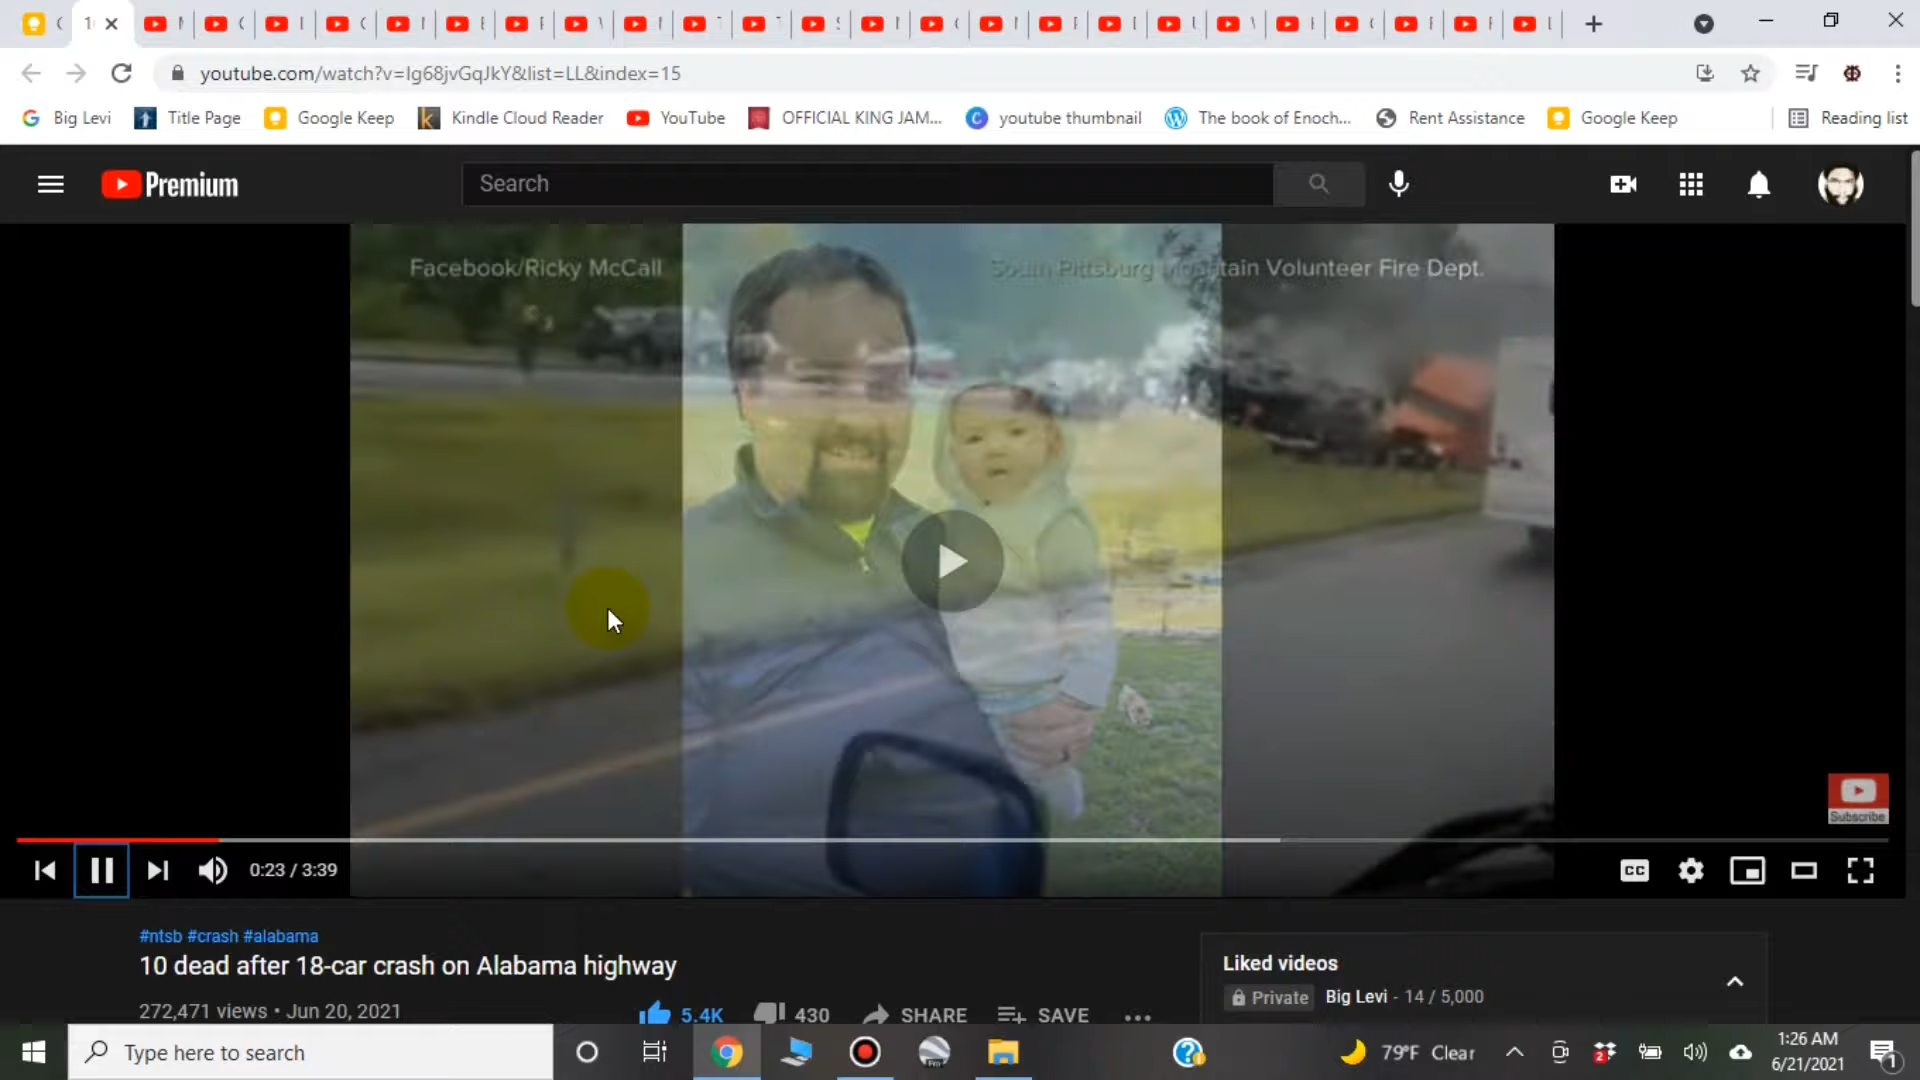 youtube.com/watch?v=Ig68jvGqJkY&list=LL&index=15
Big Levi
Title Page
Google Keep
Kindle Cloud Reader
YouTube
OFFICIAL KING JAM...
youtube thumbnail
The book of Enoch...
Rent Assistance
Google Keep
Reading list
Premium
Search
Facebook/Ricky McCall
South Pittsburg Mountain Volunteer Fire Dept.
Subscribe
0:23 / 3:39
CC
#ntsb #crash #alabama
10 dead after 18-car crash on Alabama highway
272,471 views • Jun 20, 2021
5.4K
430
SHARE
SAVE
Liked videos
Private
Big Levi - 14 / 5,000
Type here to search
79°F Clear
1:26 AM
6/21/2021